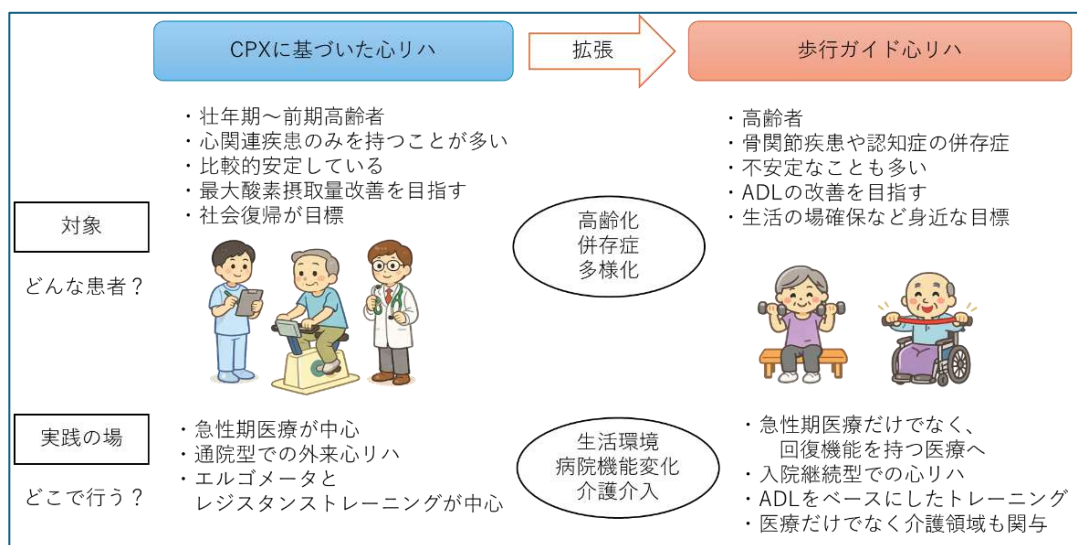 CPXに基づいた心リハ
拡張
歩行ガイド心リハ
対象
どんな患者？
・壮年期～前期高齢者
・心関連疾患のみを持つことが多い
・比較的安定している
・最大酸素摂取量改善を目指す
・社会復帰が目標
高齢化
併存症
多様化
・高齢者
・骨関節疾患や認知症の併存症
・不安定なことも多い
・ADLの改善を目指す
・生活の場確保など身近な目標
実践の場
どこで行う？
・急性期医療が中心
・通院型での外来心リハ
・エルゴメータと
レジスタンストレーニングが中心
生活環境
病院機能変化
介護介入
・急性期医療だけでなく、
回復機能を持つ医療へ
・入院継続型での心リハ
・ADLをベースにしたトレーニング
・医療だけでなく介護領域も関与